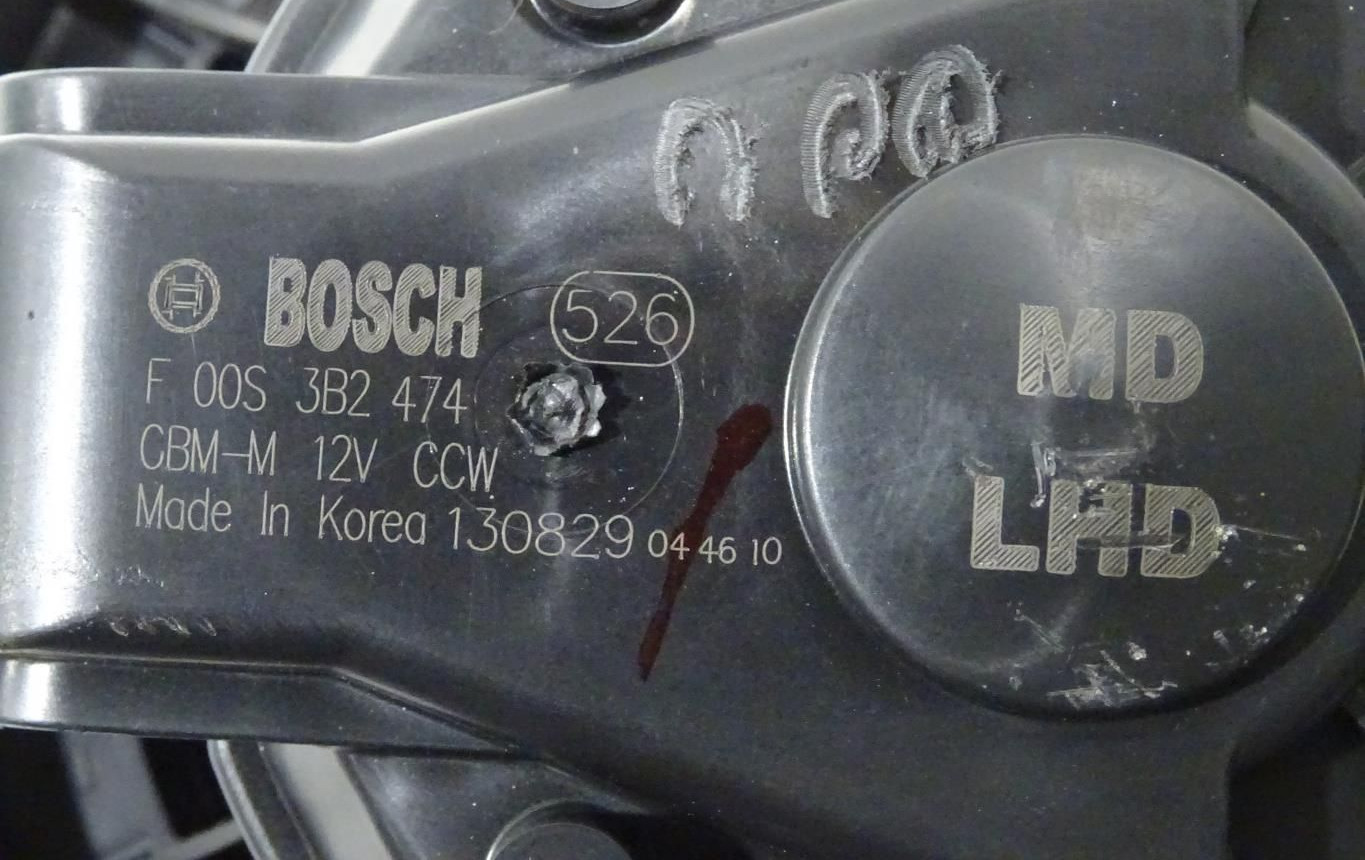 BOSCH 526
F 00S 3B2 474
CBM-M 12V CCW
Made In Korea 130829 04 46 10
MD
LHD